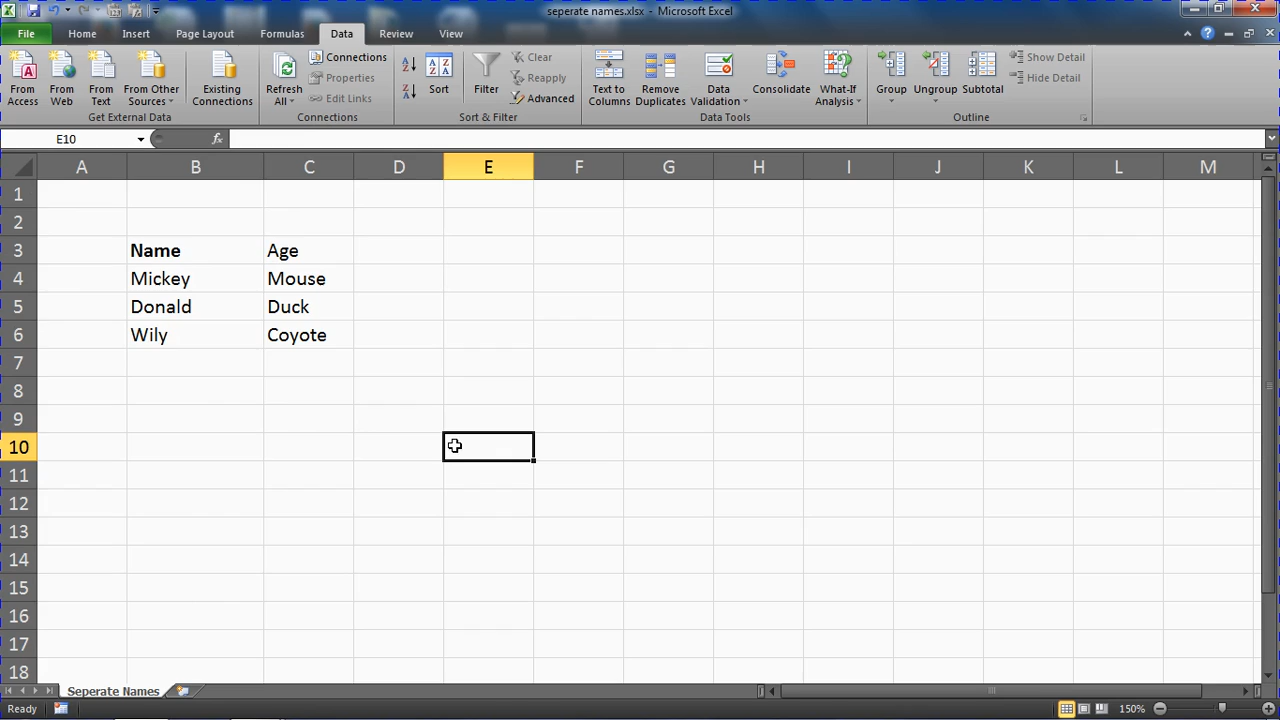 seperate names.xlsx - Microsoft Excel
File Home Insert Page Layout Formulas Data Review View
From Access
From Web
From Text
From Other Sources
Existing Connections
Refresh All
Connections
Properties
Edit Links
Sort
Filter
Clear
Reapply
Advanced
Text to Columns
Remove Duplicates
Data Validation
Consolidate
What-If Analysis
Group
Ungroup
Subtotal
Show Detail
Hide Detail
Get External Data Connections Sort & Filter Data Tools Outline
E10 fx
A B C D E F G H I J K L M
1
2
3 Name Age
4 Mickey Mouse
5 Donald Duck
6 Wily Coyote
7
8
9
10
11
12
13
14
15
16
17
18
Seperate Names
Ready 150%